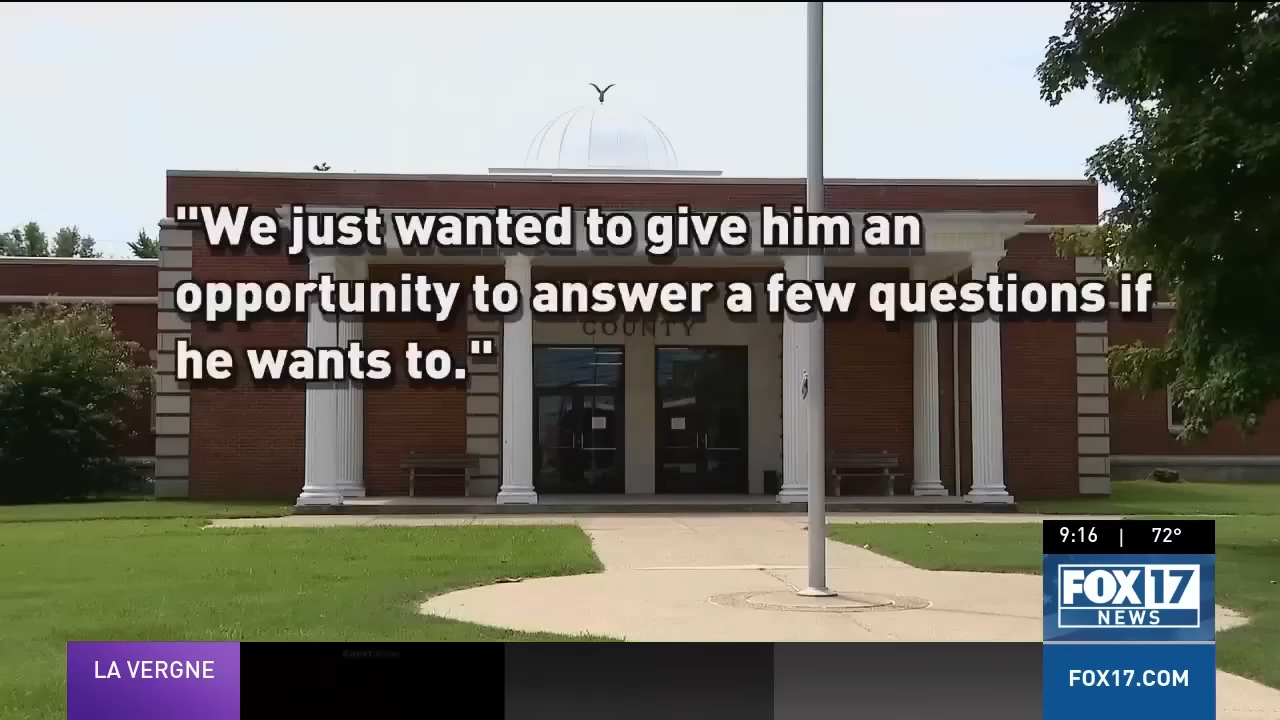 "We just wanted to give him an
opportunity to answer a few questions if
he wants to."
COUNTY
9:16 | 72°
FOX 17
NEWS
LA VERGNE
FOX17.COM